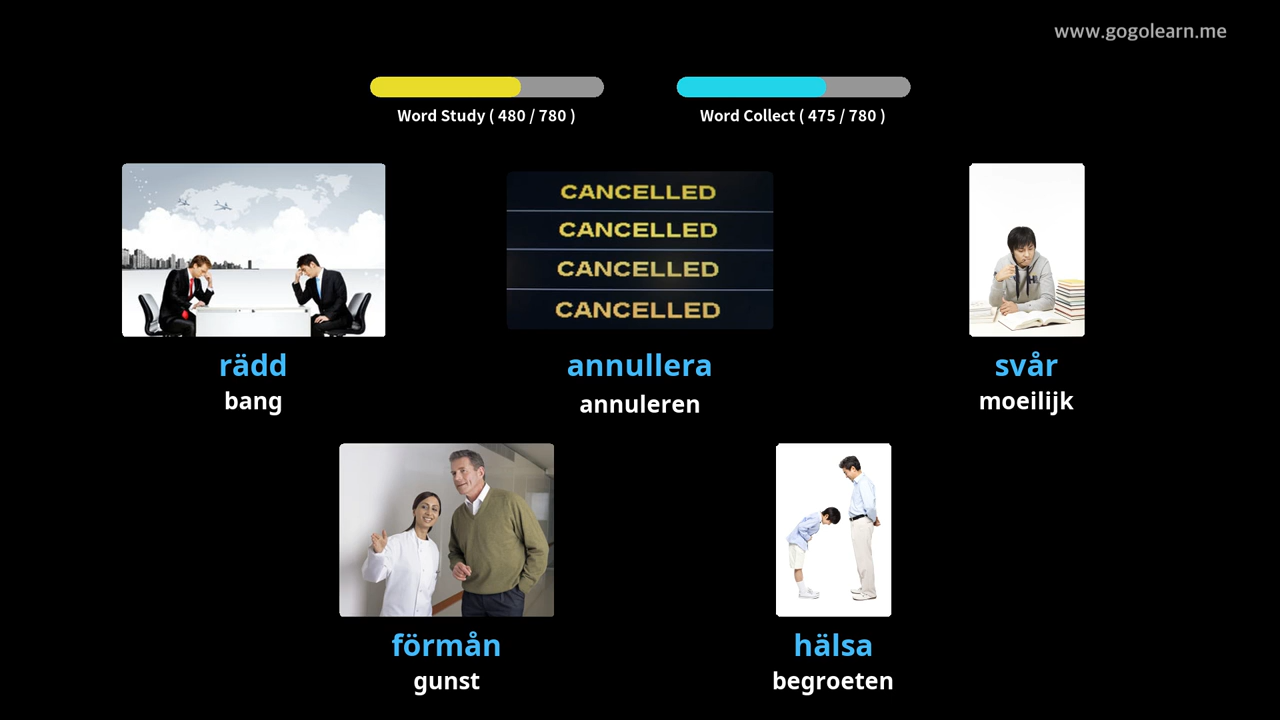 www.gogolearn.me
Word Study ( 480 / 780 )
Word Collect ( 475 / 780 )
CANCELLED
CANCELLED
CANCELLED
CANCELLED
rädd
bang
annullera
annuleren
svår
moeilijk
förmån
gunst
hälsa
begroeten